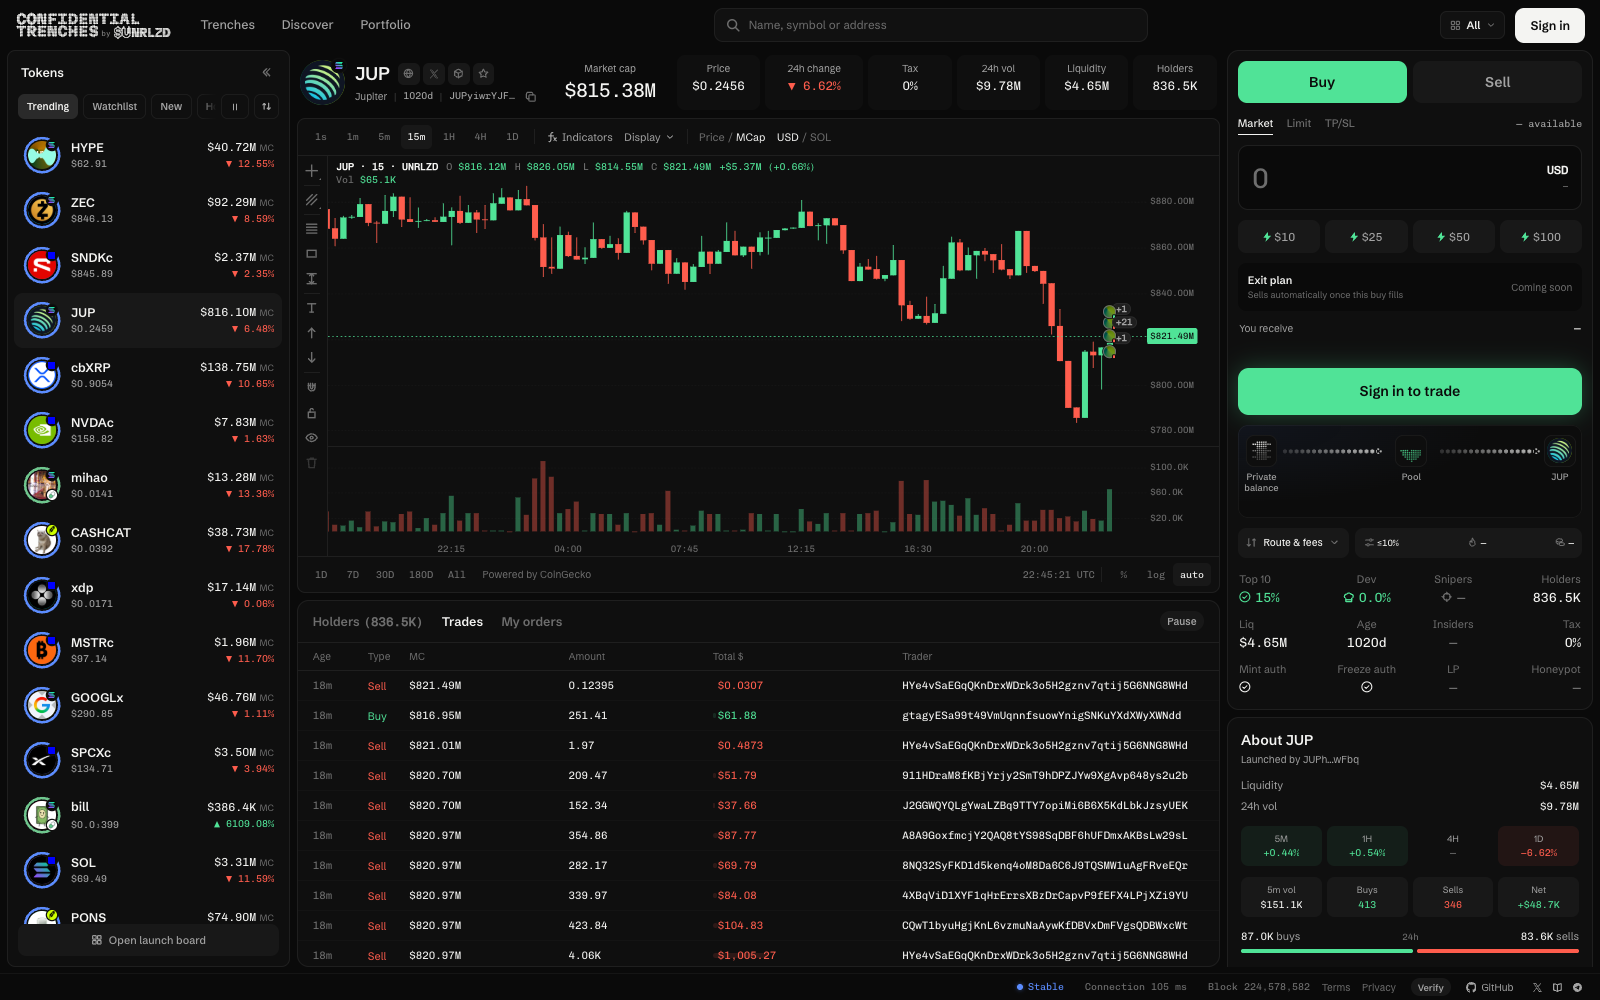 CONFIDENTIAL TRENCHES by $UNRLZD
Trenches Discover Portfolio
Name, symbol or address
All
Sign in
Tokens
Trending Watchlist New
HYPE $40.72M MC
$62.91 ▼ 12.55%
ZEC $92.29M MC
$846.13 ▼ 8.59%
SNDKc $2.37M MC
$845.89 ▼ 2.35%
JUP $816.10M MC
$0.2459 ▼ 6.48%
cbXRP $138.75M MC
$0.9054 ▼ 10.65%
NVDAc $7.83M MC
$158.82 ▼ 1.63%
mihao $13.28M MC
$0.0141 ▼ 13.36%
CASHCAT $38.73M MC
$0.0392 ▼ 17.78%
xdp $17.14M MC
$0.0171 ▼ 0.06%
MSTRc $1.96M MC
$97.14 ▼ 11.70%
GOOGLx $46.76M MC
$290.85 ▼ 1.11%
SPCXc $3.50M MC
$134.71 ▼ 3.94%
bill $386.4K MC
$0.0₃399 ▲ 6109.08%
SOL $3.31M MC
$69.49 ▼ 11.59%
PONS $74.90M MC
Open launch board
JUP
Jupiter 1020d JUPyiwrYJF…
Market cap
$815.38M
Price
$0.2456
24h change
▼ 6.62%
Tax
0%
24h vol
$9.78M
Liquidity
$4.65M
Holders
836.5K
1s 1m 5m 15m 1H 4H 1D Indicators Display Price / MCap USD / SOL
JUP · 15 · UNRLZD O $816.12M H $826.05M L $814.55M C $821.49M +$5.37M (+0.66%)
Vol $65.1K
$880.00M
$860.00M
$840.00M
+1
+21
+1
$821.49M
$800.00M
$780.00M
$100.0K
$60.0K
$20.0K
22:15 04:00 07:45 12:15 16:30 20:00
1D 7D 30D 180D All Powered by CoinGecko 22:45:21 UTC % log auto
Holders (836.5K) Trades My orders Pause
Age Type MC Amount Total $ Trader
18m Sell $821.49M 0.12395 $0.0307 HYe4vSaEGqQKnDrxWDrk3o5H2gznv7qtij5G6NNG8WHd
18m Buy $816.95M 251.41 $61.88 gtagyESa99t49VmUqnnfsuowYnigSNKuYXdXWyXWNdd
18m Sell $821.01M 1.97 $0.4873 HYe4vSaEGqQKnDrxWDrk3o5H2gznv7qtij5G6NNG8WHd
18m Sell $820.70M 209.47 $51.79 911HDraM8fKBjYrjy2SmT9hDPZJYw9XgAvp648ys2u2b
18m Sell $820.70M 152.34 $37.66 J2GGWQYQLgYwaLZBq9TTY7opiMi6B6X5KdLbkJzsyUEK
18m Sell $820.97M 354.86 $87.77 A8A9GoxfmcjY2QAQ8tYS98SqDBF6hUFDmxAKBsLw29sL
18m Sell $820.97M 282.17 $69.79 8NQ32SyFKD1d5kenq4oM8Da6C6J9TQSMW1uAgFRveEQr
18m Sell $820.97M 339.97 $84.08 4XBqViD1XYF1qHrErrsXBzDrCapvP9fEFX4LPjXZi9YU
18m Sell $820.97M 423.84 $104.83 CQwT1byuHgjKnL6vzmuNaAywKfDBVxDmFVgsQDBWxcWt
18m Sell $820.97M 4.06K $1,005.27 HYe4vSaEGqQKnDrxWDrk3o5H2gznv7qtij5G6NNG8WHd
Buy Sell
Market Limit TP/SL – available
0 USD
–
$10 $25 $50 $100
Exit plan
Sells automatically once this buy fills
Coming soon
You receive –
Sign in to trade
Private balance Pool JUP
Route & fees ≤10% – –
Top 10 Dev Snipers Holders
15% 0.0% – 836.5K
Liq Age Insiders Tax
$4.65M 1020d – 0%
Mint auth Freeze auth LP Honeypot
– –
About JUP
Launched by JUPh…wFbq
Liquidity $4.65M
24h vol $9.78M
5M 1H 4H 1D
+0.44% +0.54% – −6.62%
5m vol Buys Sells Net
$151.1K 413 346 +$48.7K
87.0K buys 24h 83.6K sells
Stable Connection 105 ms Block 224,578,582 Terms Privacy Verify GitHub